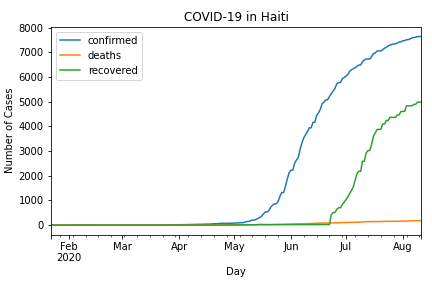 COVID-19 in Haiti
confirmed
deaths
recovered
8000
7000
6000
5000
4000
3000
2000
1000
0
Number of Cases
Feb Mar Apr May Jun Jul Aug
2020
Day